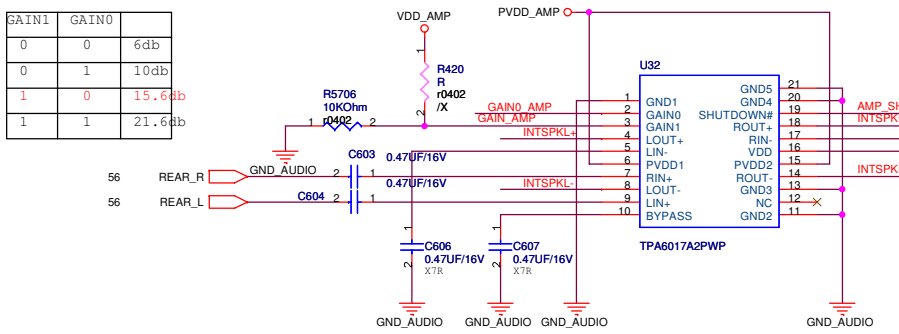 GAIN1 GAIN0
0 0 6db
0 1 10db
1 0 15.6db
1 1 21.6db
VDD_AMP
PVDD_AMP
1
R420
R
r0402
/X
2
R5706
10KOhm
r0402
1 2
GND_AUDIO
GAIN0_AMP
GAIN_AMP
INTSPKL+
INTSPKL-
U32
1 GND1
2 GAIN0
3 GAIN1
4 LOUT+
5 LIN-
6 PVDD1
7 RIN+
8 LOUT-
9 LIN+
10 BYPASS
GND5 21
GND4 20
SHUTDOWN# 19
ROUT+ 18
RIN- 17
VDD 16
PVDD2 15
ROUT- 14
GND3 13
NC 12
GND2 11
TPA6017A2PWP
AMP_SH
INTSPK
INTSPK
56 REAR_R
2 C603 1
0.47UF/16V
56 REAR_L
C604 2 1
0.47UF/16V
1
C606
0.47UF/16V
X7R
2
1
C607
0.47UF/16V
X7R
2
GND_AUDIO GND_AUDIO GND_AUDIO GND_AUDIO